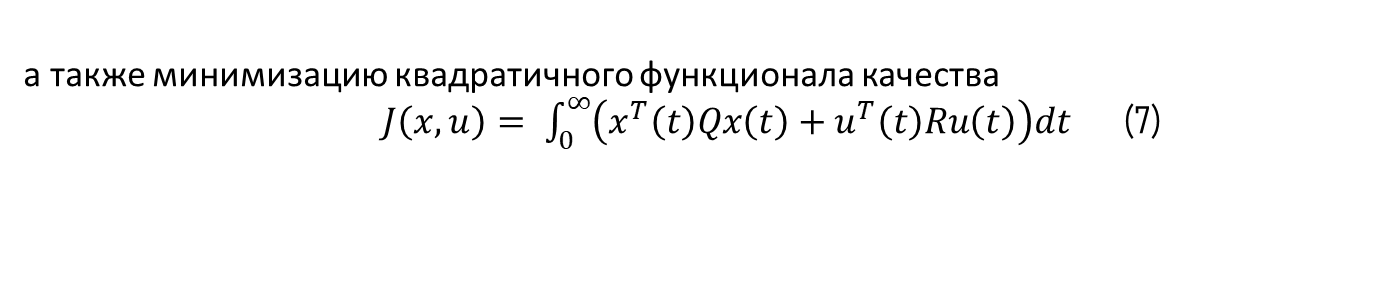 а также минимизацию квадратичного функционала качества
J(x, u) = ∫₀^∞(xᵀ(t)Qx(t) + uᵀ(t)Ru(t))dt (7)